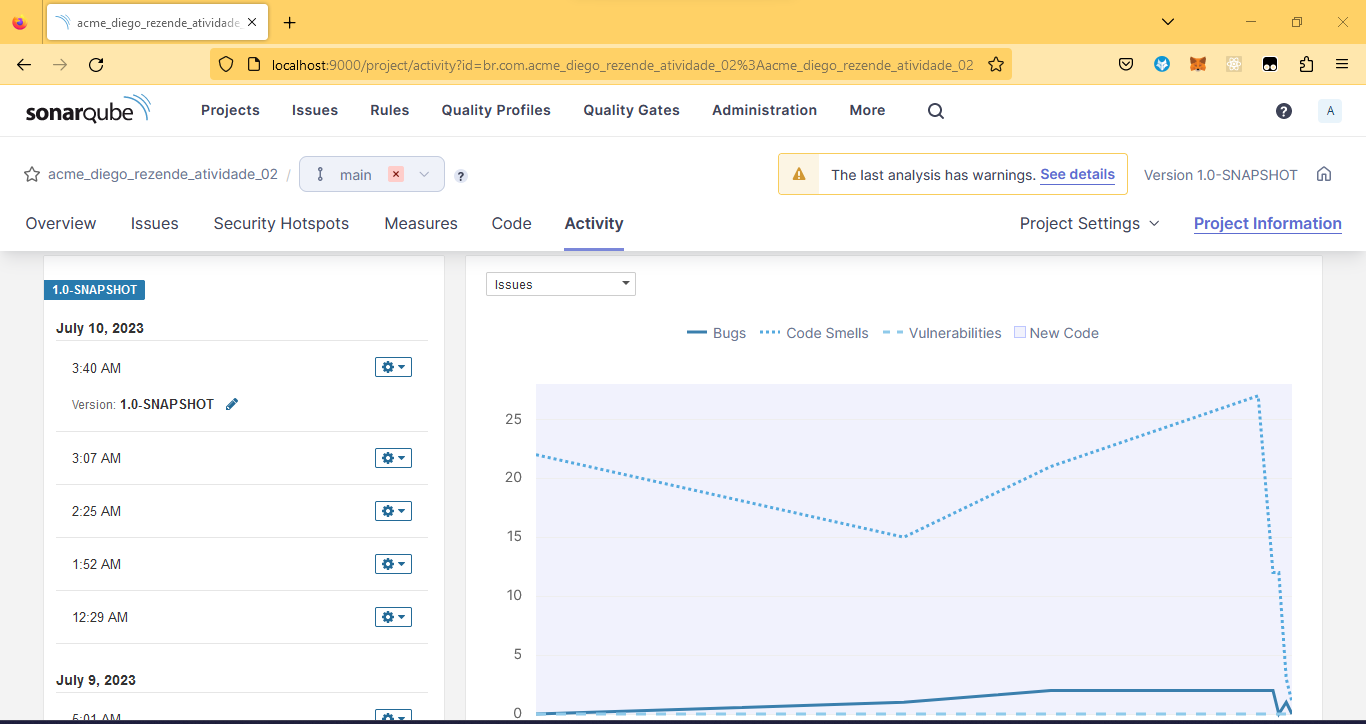 acme_diego_rezende_atividade_
localhost:9000/project/activity?id=br.com.acme_diego_rezende_atividade_02%3Aacme_diego_rezende_atividade_02
sonarqube Projects Issues Rules Quality Profiles Quality Gates Administration More ? A
acme_diego_rezende_atividade_02 / main ? The last analysis has warnings. See details Version 1.0-SNAPSHOT
Overview Issues Security Hotspots Measures Code Activity Project Settings Project Information
1.0-SNAPSHOT
July 10, 2023
3:40 AM
Version: 1.0-SNAPSHOT
3:07 AM
2:25 AM
1:52 AM
12:29 AM
July 9, 2023
5:01 AM
Issues
Bugs Code Smells Vulnerabilities New Code
25
20
15
10
5
0